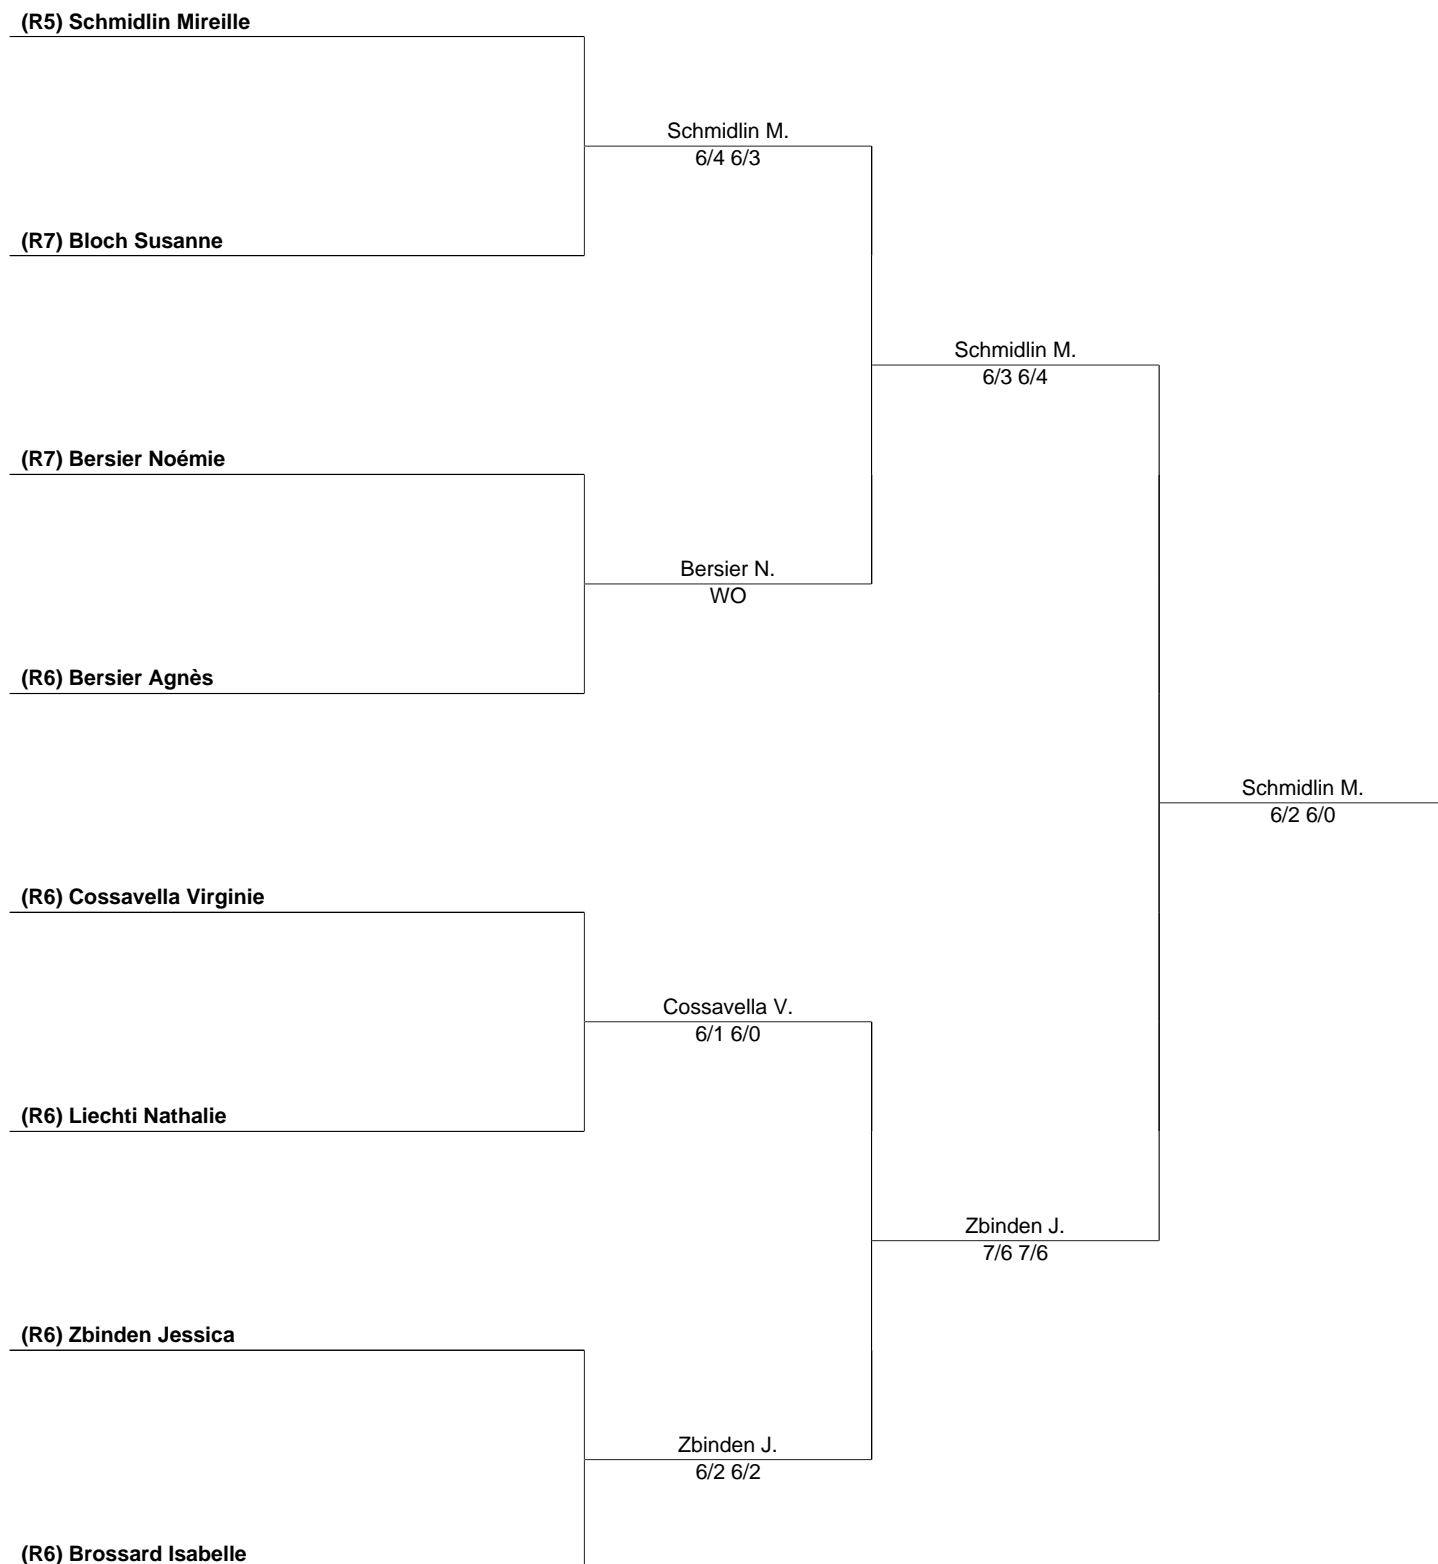 (R5) Schmidlin Mireille
Schmidlin M.
6/4 6/3
(R7) Bloch Susanne
Schmidlin M.
6/3 6/4
(R7) Bersier Noémie
Bersier N.
WO
(R6) Bersier Agnès
Schmidlin M.
6/2 6/0
(R6) Cossavella Virginie
Cossavella V.
6/1 6/0
(R6) Liechti Nathalie
Zbinden J.
7/6 7/6
(R6) Zbinden Jessica
Zbinden J.
6/2 6/2
(R6) Brossard Isabelle